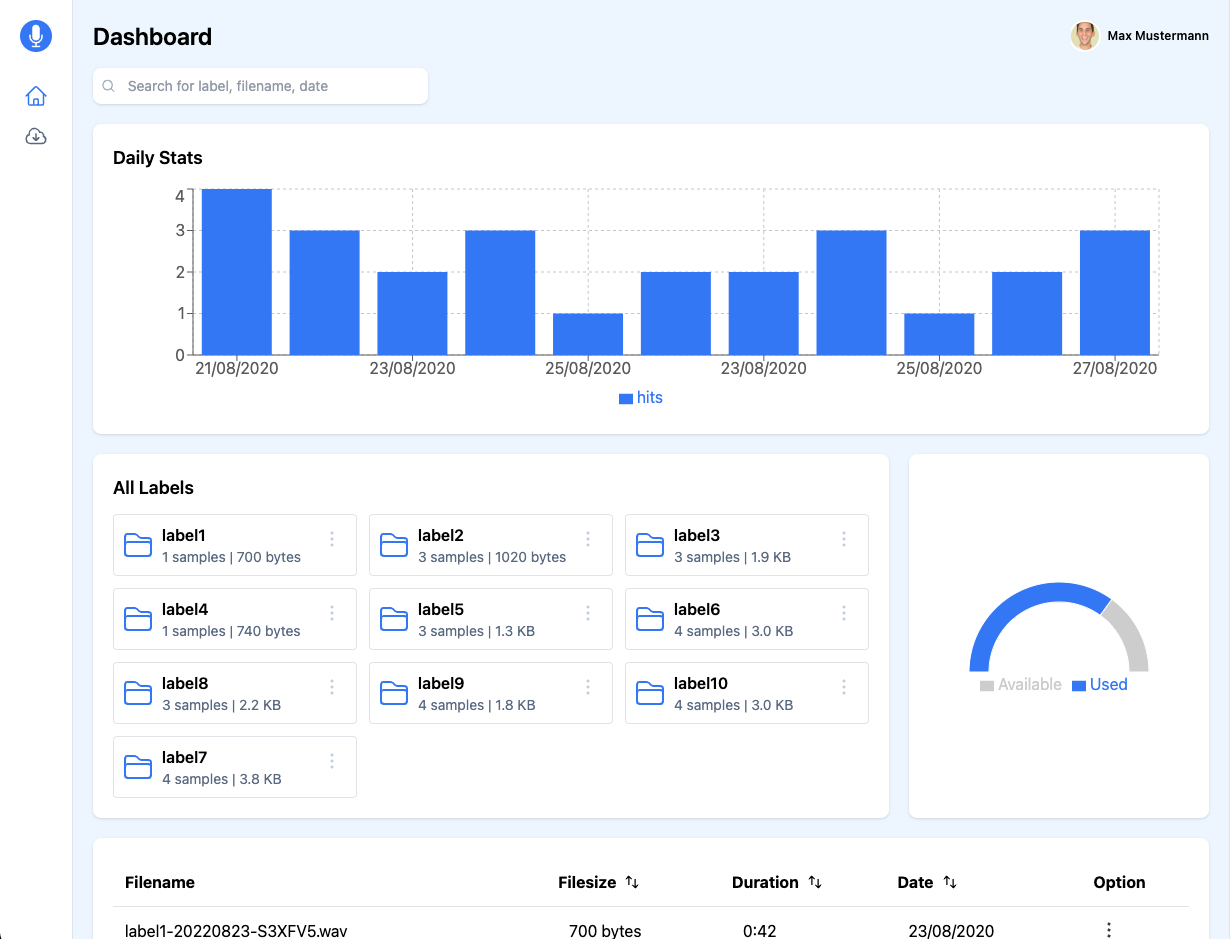 Dashboard
Max Mustermann
Search for label, filename, date
Daily Stats
4
3
2
1
0
21/08/2020 23/08/2020 25/08/2020 23/08/2020 25/08/2020 27/08/2020
hits
All Labels
label1
1 samples | 700 bytes
label2
3 samples | 1020 bytes
label3
3 samples | 1.9 KB
label4
1 samples | 740 bytes
label5
3 samples | 1.3 KB
label6
4 samples | 3.0 KB
label8
3 samples | 2.2 KB
label9
4 samples | 1.8 KB
label10
4 samples | 3.0 KB
label7
4 samples | 3.8 KB
Available Used
Filename Filesize Duration Date Option
label1-20220823-S3XFV5.wav 700 bytes 0:42 23/08/2020